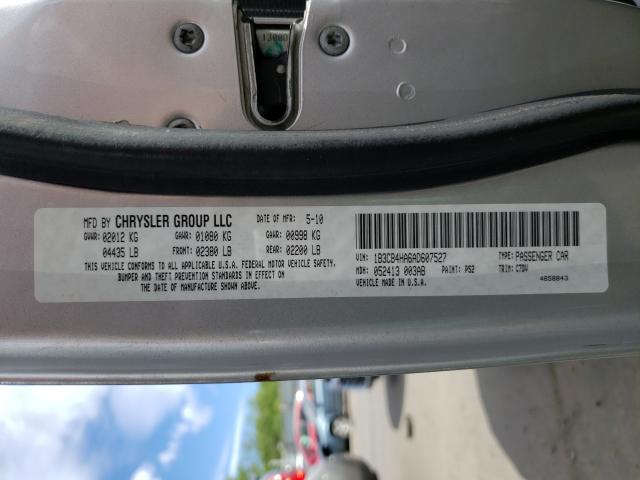 13000
MFD BY CHRYSLER GROUP LLC DATE OF MFR 5-10
GVWR: 02012 KG GAWR: 01080 KG GAWR: 00998 KG
04435 LB FRONT: 02380 LB REAR: 02200 LB
THIS VEHICLE CONFORMS TO ALL APPLICABLE U.S.A. FEDERAL MOTOR VEHICLE SAFETY,
BUMPER AND THEFT PREVENTION STANDARDS IN EFFECT ON
THE DATE OF MANUFACTURE SHOWN ABOVE.
VIN: 1B3CB4HA6AD607527 TYPE: PASSENGER CAR
MDH: 052413 003AB PAINT: PS2 TRIM: C7DV
VEHICLE MADE IN U.S.A. 4658843